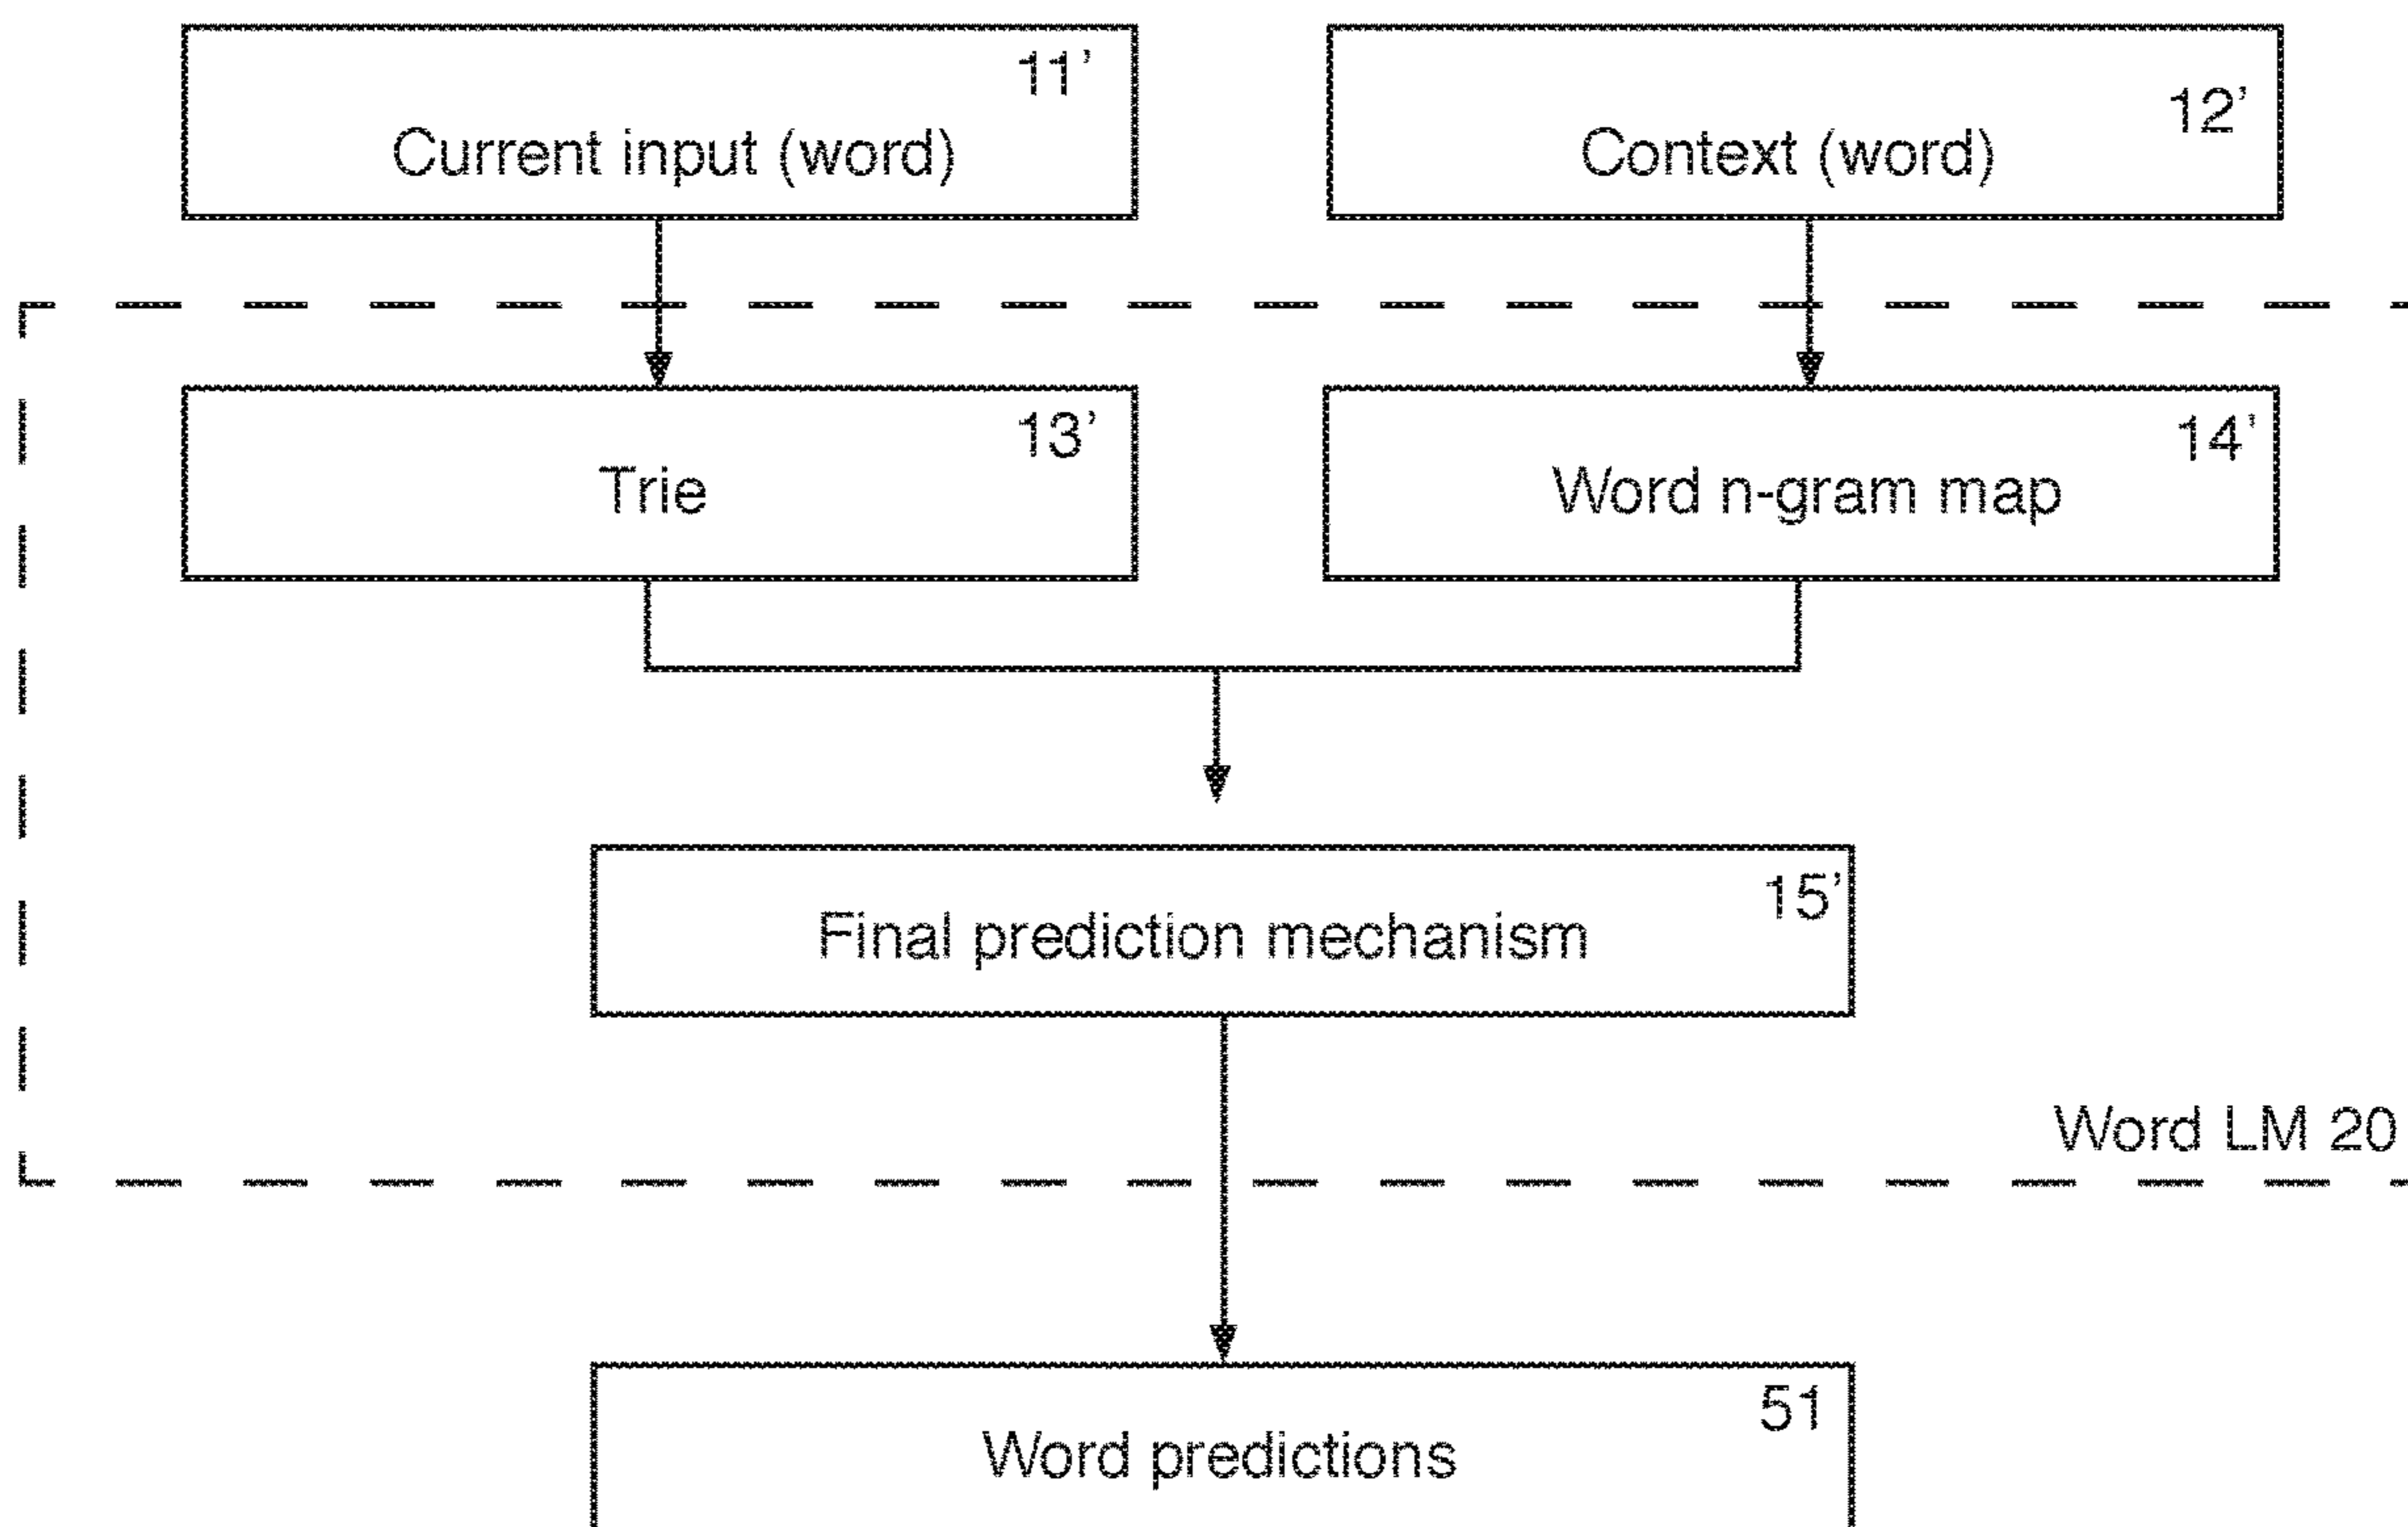 11’
Current input (word)
12’
Context (word)
13’
Trie
14’
Word n-gram map
15’
Final prediction mechanism
Word LM 20
51
Word predictions